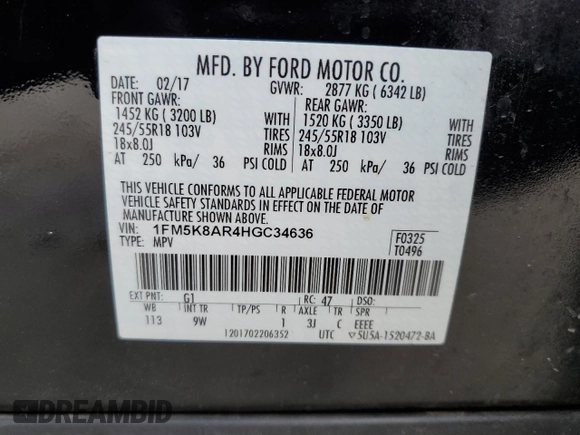 MFD. BY FORD MOTOR CO.
DATE: 02/17 GVWR: 2877 KG ( 6342 LB)
FRONT GAWR: REAR GAWR:
1452 KG ( 3200 LB) WITH 1520 KG ( 3350 LB) WITH
245/55R18 103V TIRES 245/55R18 103V TIRES
18x8.0J RIMS 18x8.0J RIMS
AT 250 kPa/ 36 PSI COLD AT 250 kPa/ 36 PSI COLD
THIS VEHICLE CONFORMS TO ALL APPLICABLE FEDERAL MOTOR
VEHICLE SAFETY STANDARDS IN EFFECT ON THE DATE OF
MANUFACTURE SHOWN ABOVE.
VIN: 1FM5K8AR4HGC34636 F0325
TYPE: MPV T0496
EXT PNT: G1 RC: 47 DSO:
WB INT TR TP/PS R AXLE TR SPR
113 9W 1 3J C EEEE
1201702206352 UTC ▽5U5A-1520472-BA
DREAMBID